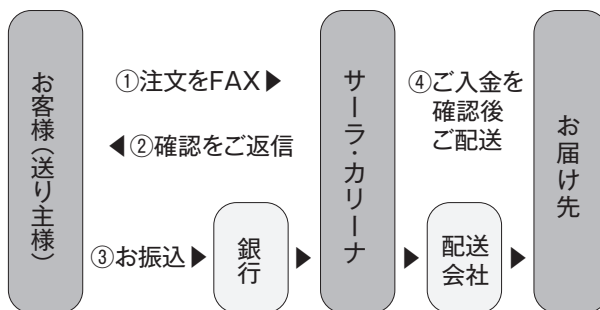 お客様(送り主様)
①注文をFAX▶
◀②確認をご返信
③お振込▶
銀行
▶
サーラ・カリーナ
④ご入金を
確認後
ご配送
▶
配送
会社
▶
お届け先